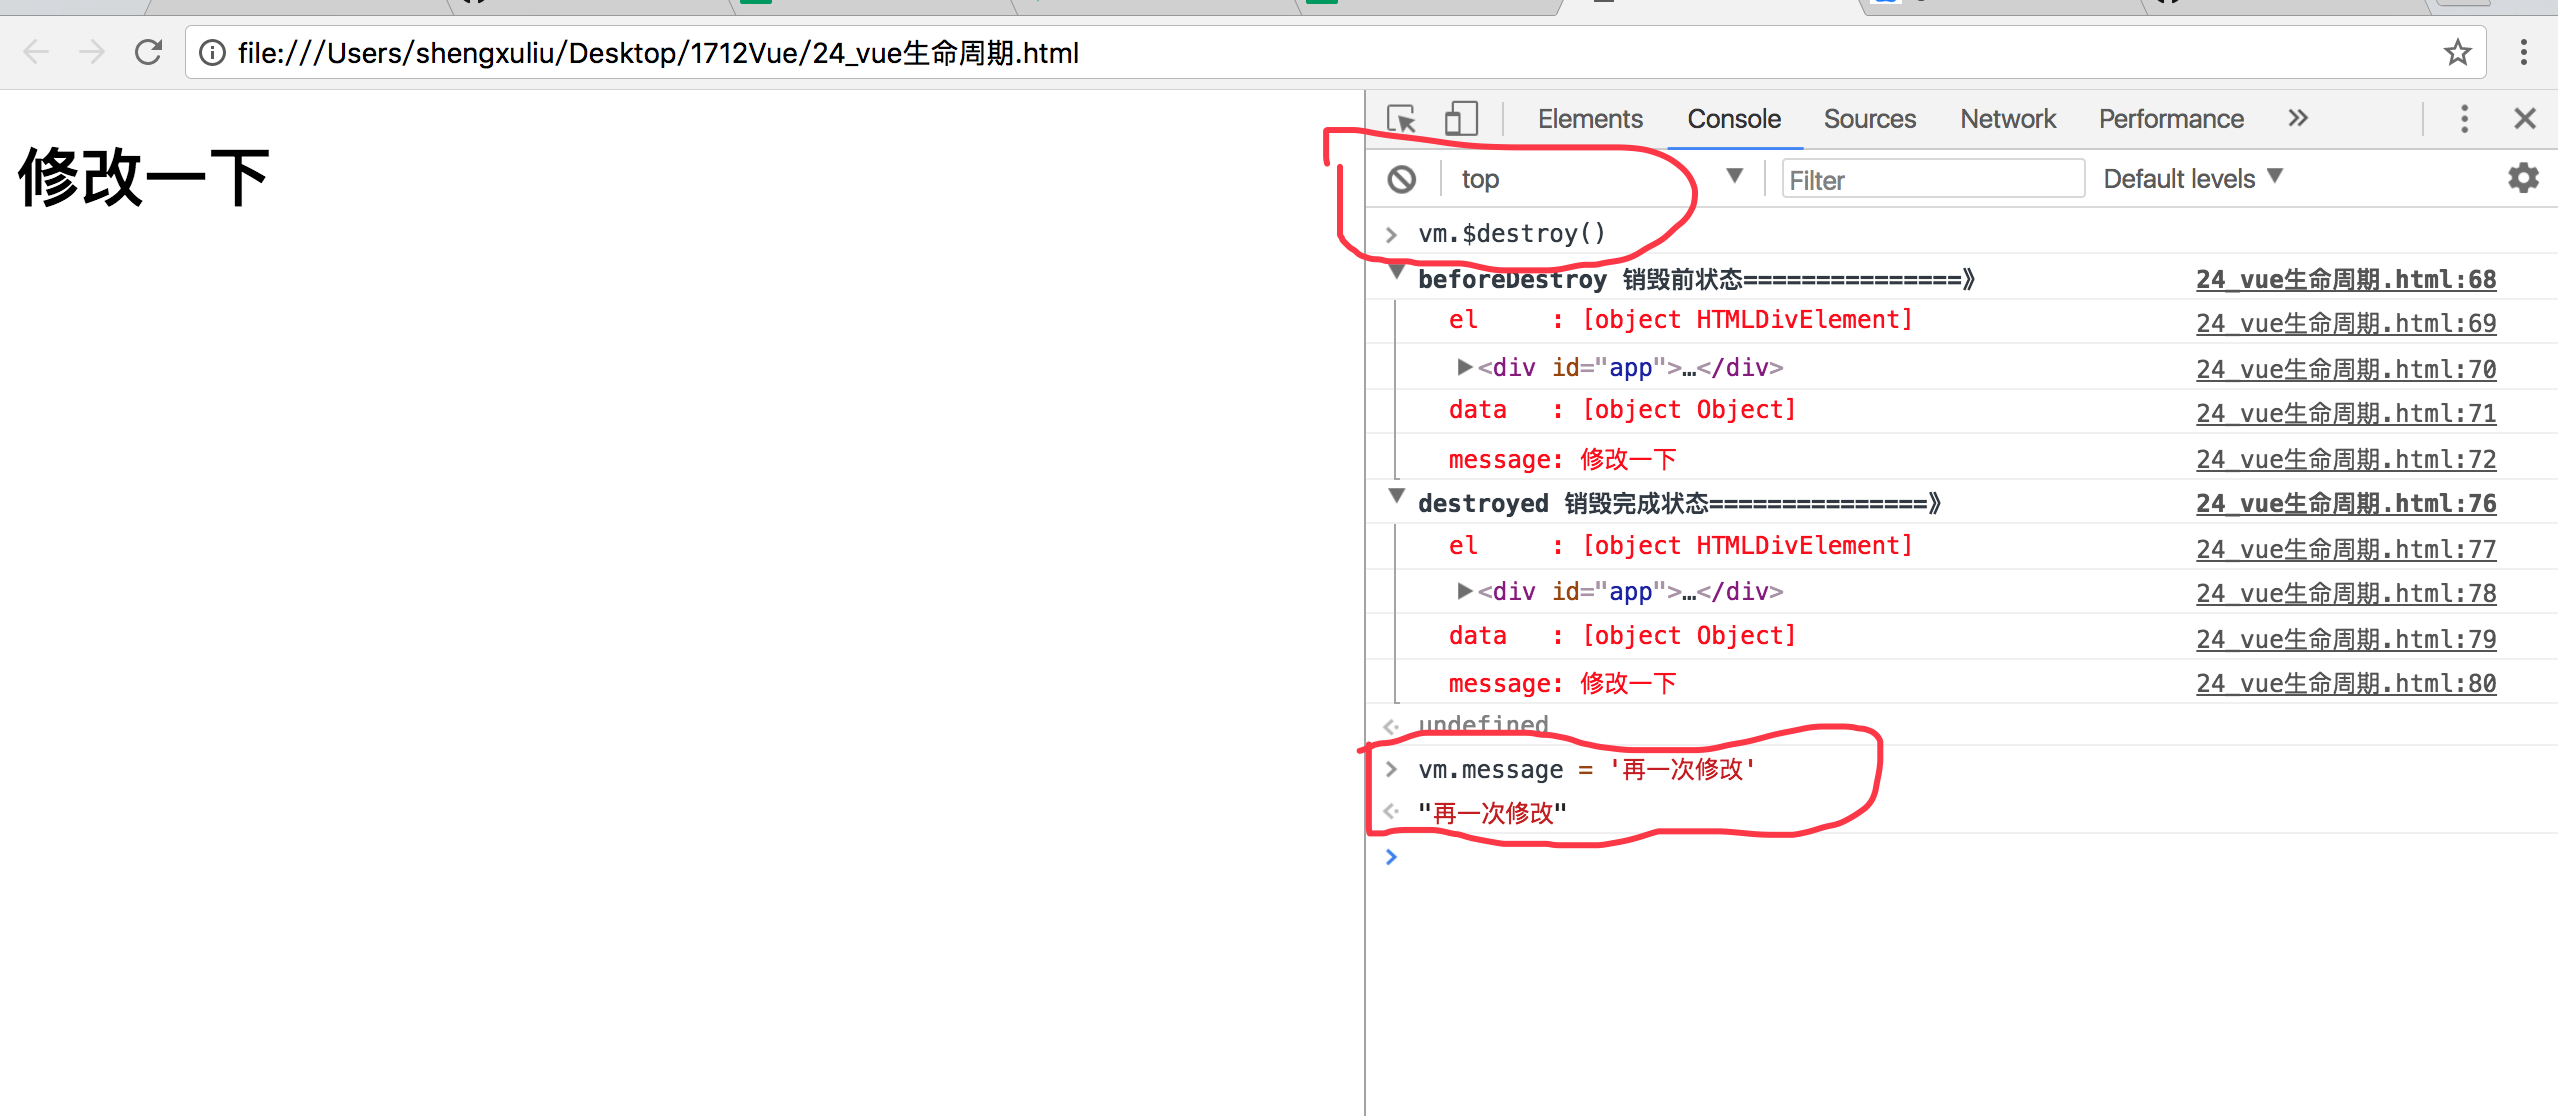 file:///Users/shengxuliu/Desktop/1712Vue/24_vue生命周期.html
修改一下
Elements Console Sources Network Performance
top Filter Default levels
vm.$destroy()
beforeDestroy 销毁前状态===============》 24_vue生命周期.html:68
el : [object HTMLDivElement] 24_vue生命周期.html:69
<div id="app">…</div> 24_vue生命周期.html:70
data : [object Object] 24_vue生命周期.html:71
message: 修改一下 24_vue生命周期.html:72
destroyed 销毁完成状态===============》 24_vue生命周期.html:76
el : [object HTMLDivElement] 24_vue生命周期.html:77
<div id="app">…</div> 24_vue生命周期.html:78
data : [object Object] 24_vue生命周期.html:79
message: 修改一下 24_vue生命周期.html:80
undefined
vm.message = '再一次修改'
"再一次修改"